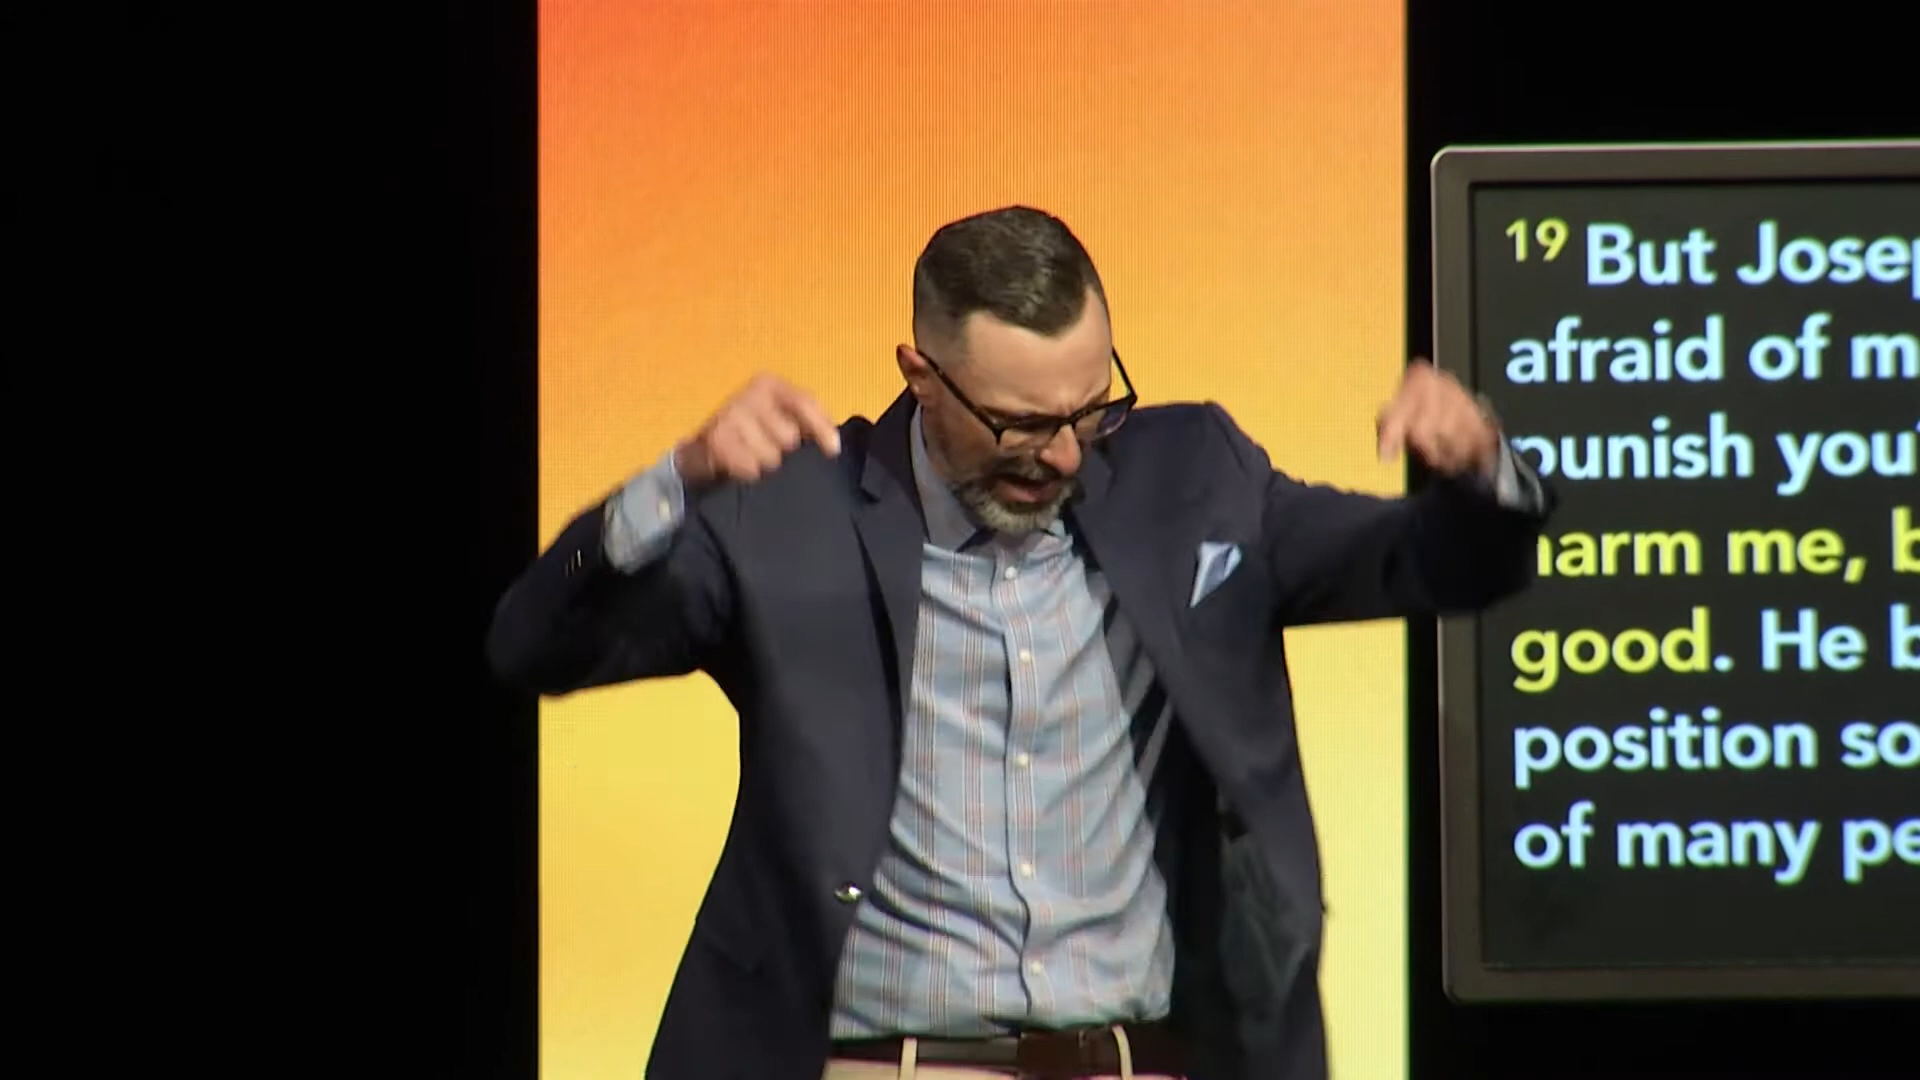 19 But Josep
afraid of m
punish you
harm me, b
good. He b
position so
of many pe